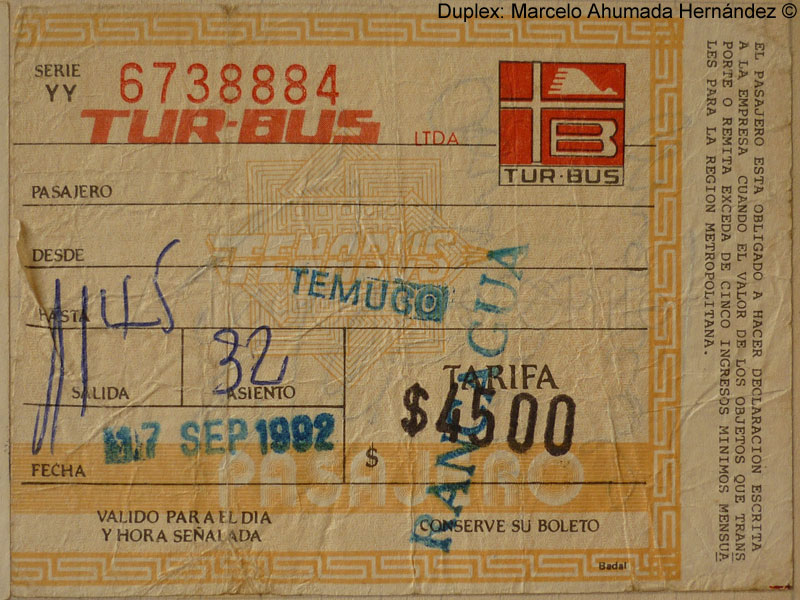 Duplex: Marcelo Ahumada Hernández ©
SERIE
YY 6738884
TUR-BUS LTDA.
B
TUR·BUS
PASAJERO
DESDE
TEMUCO
HASTA
RANCAGUA
SALIDA
32
ASIENTO
TARIFA
$4500
17 SEP 1992
FECHA
$
PASAJERO
VALIDO PARA EL DIA
Y HORA SEÑALADA
CONSERVE SU BOLETO
Badal
EL PASAJERO ESTA OBLIGADO A HACER DECLARACION ESCRITA
A LA EMPRESA CUANDO EL VALOR DE LOS OBJETOS QUE TRANS
PORTE O REMITA EXCEDA DE CINCO INGRESOS MINIMOS MENSUA
LES PARA LA REGION METROPOLITANA.